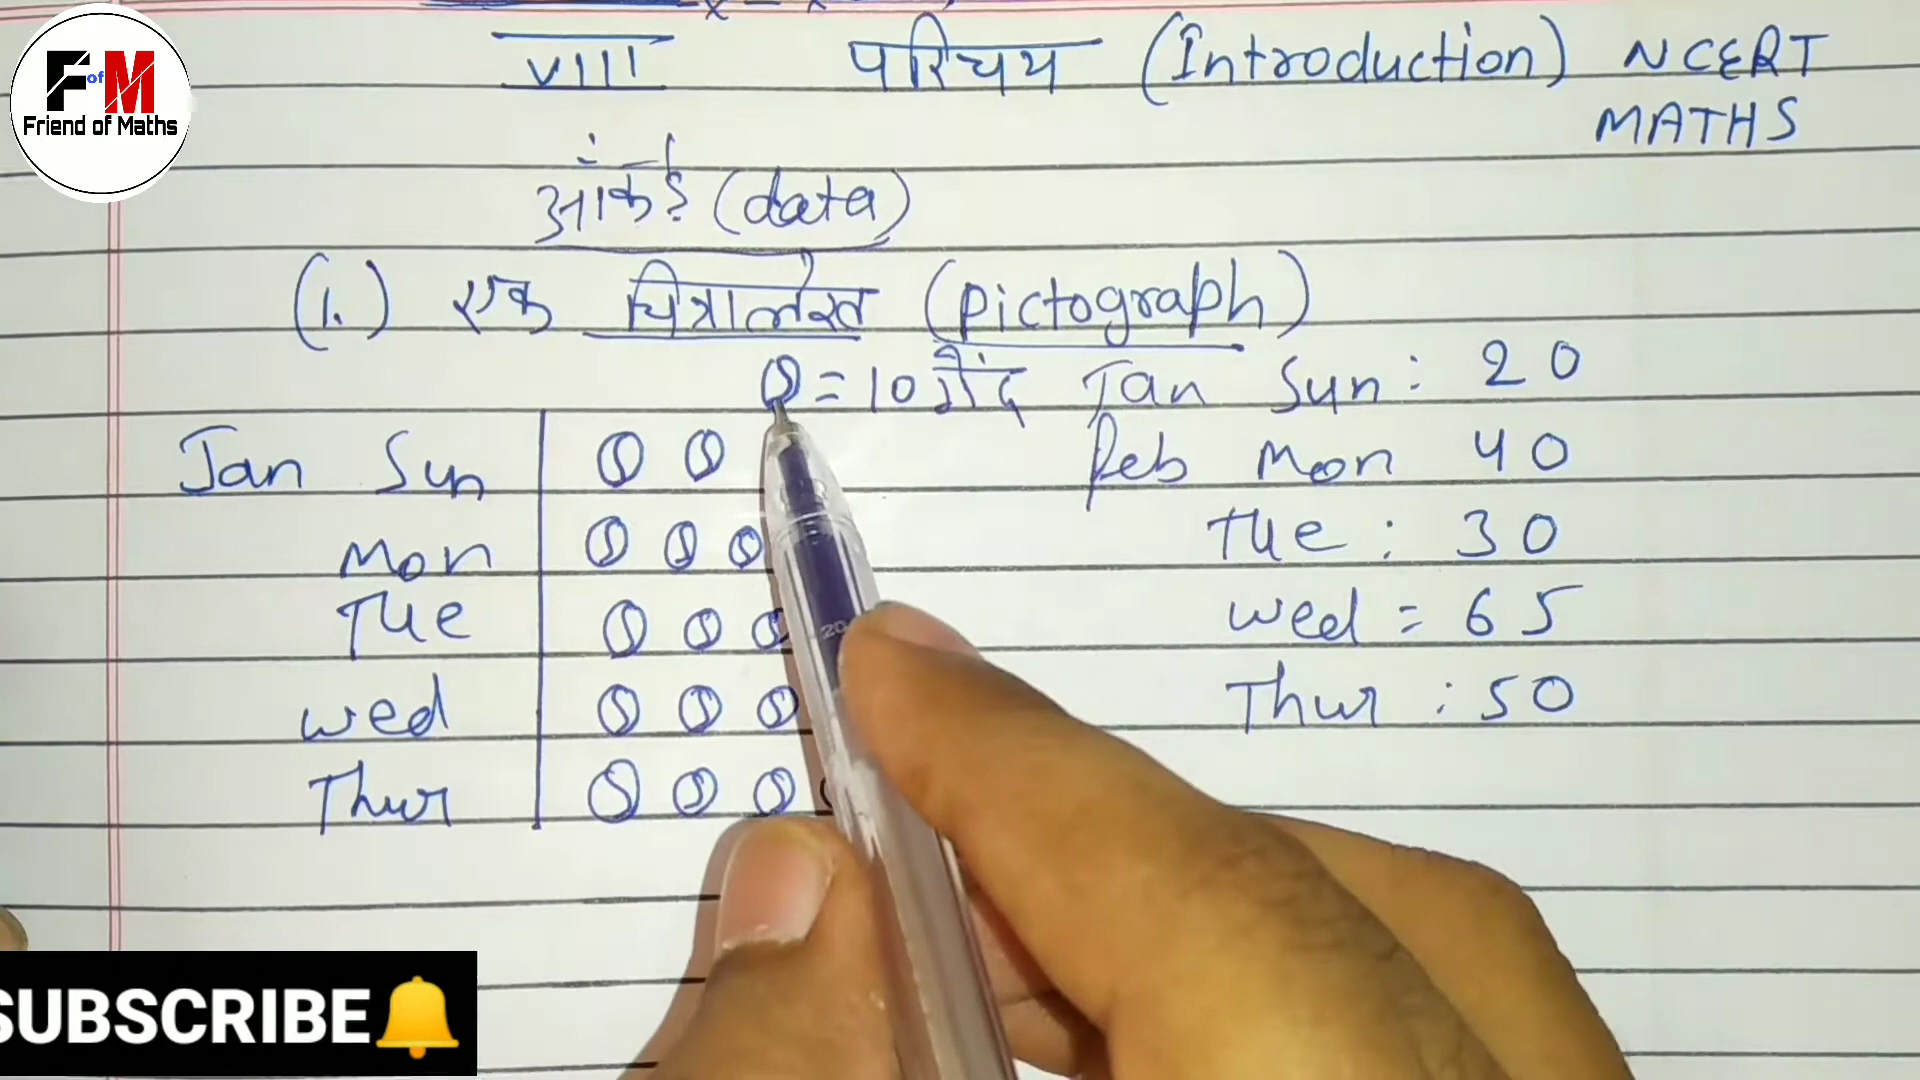 F of M
Friend of Maths
VIII परिचय (Introduction) NCERT
MATHS
आंकड़े (data)
(1.) एक चित्रालेख (pictograph)
= 10 गेंद
Jan Sun
Mon
Tue
Wed
Thur
Jan Sun: 20
Feb Mon 40
Tue : 30
Wed = 65
Thur : 50
20
SUBSCRIBE